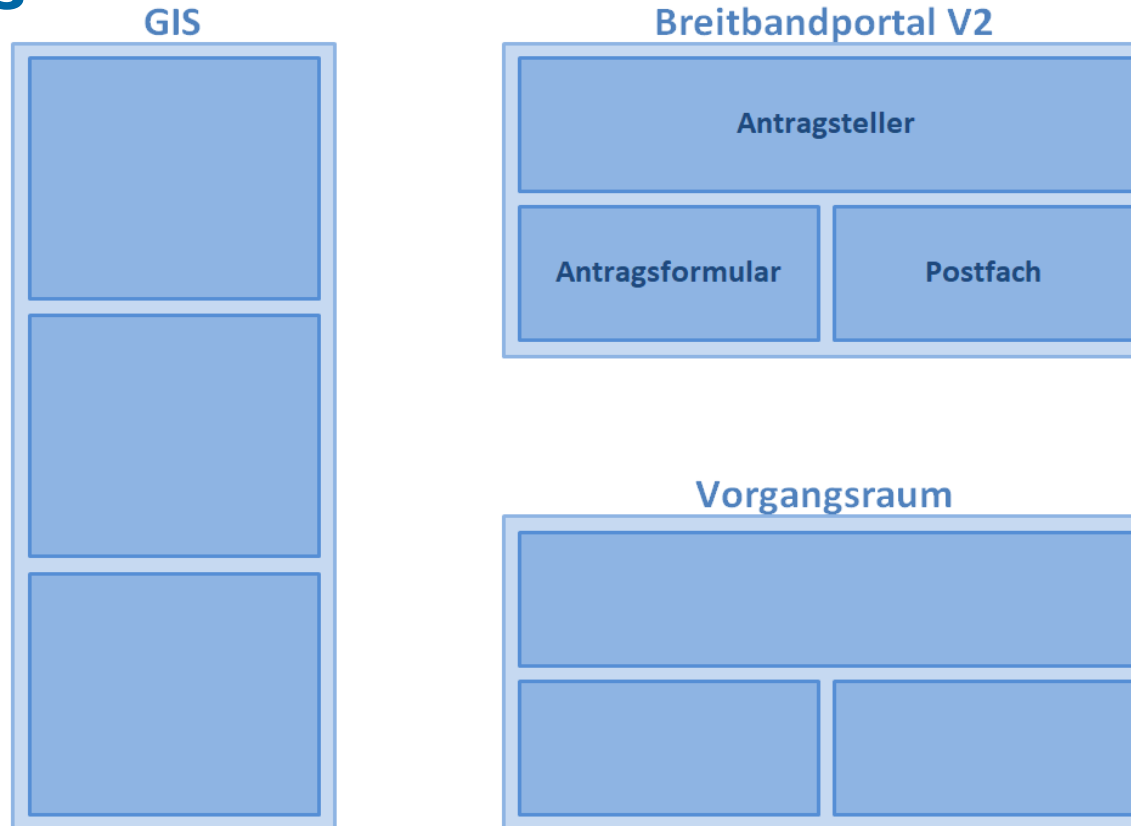 GIS
Breitbandportal V2
Antragsteller
Antragsformular
Postfach
Vorgangsraum